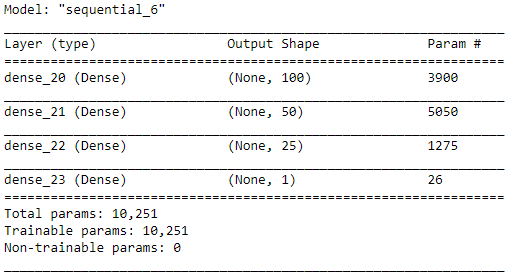 Model: "sequential_6"
Layer (type) Output Shape Param #
dense_20 (Dense) (None, 100) 3900
dense_21 (Dense) (None, 50) 5050
dense_22 (Dense) (None, 25) 1275
dense_23 (Dense) (None, 1) 26
Total params: 10,251
Trainable params: 10,251
Non-trainable params: 0